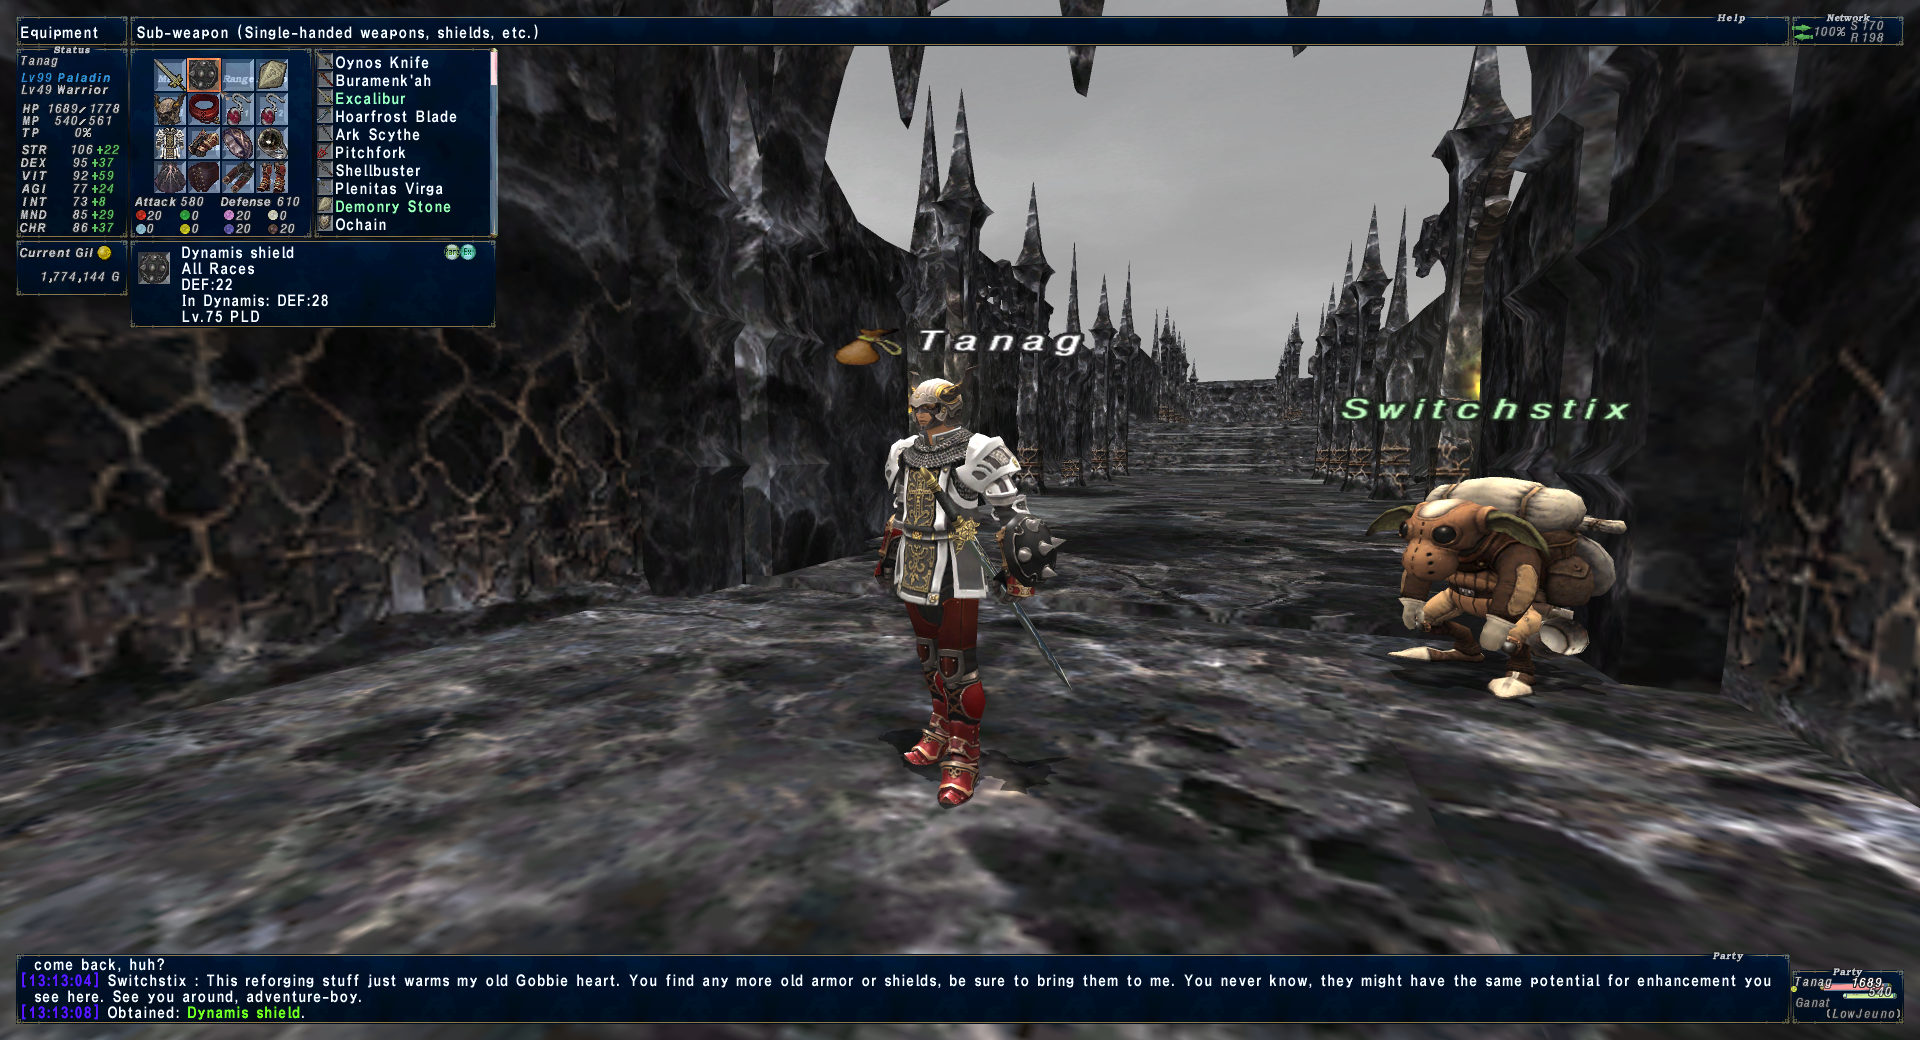 Equipment
Sub-weapon (Single-handed weapons, shields, etc.)
Help
Network
100% S 170
R 198
Status
Tanag
Lv99 Paladin
Lv49 Warrior
HP 1689/1778
MP 540/561
TP 0%
STR 106 +22
DEX 95 +37
VIT 92 +59
AGI 77 +24
INT 73 +8
MND 85 +29
CHR 86 +37
Range
Attack 580 Defense 610
20 0 20 0
0 0 20 20
Oynos Knife
Buramenk'ah
Excalibur
Hoarfrost Blade
Ark Scythe
Pitchfork
Shellbuster
Plenitas Virga
Demonry Stone
Ochain
Current Gil
1,774,144 G
Dynamis shield
All Races
DEF:22
In Dynamis: DEF:28
Lv.75 PLD
Rare Ex
Tanag
Switchstix
Party
come back, huh?
[13:13:04] Switchstix : This reforging stuff just warms my old Gobbie heart. You find any more old armor or shields, be sure to bring them to me. You never know, they might have the same potential for enhancement you
see here. See you around, adventure-boy.
[13:13:08] Obtained: Dynamis shield.
Party
Tanag 1689
540
Ganat
(LowJeuno)